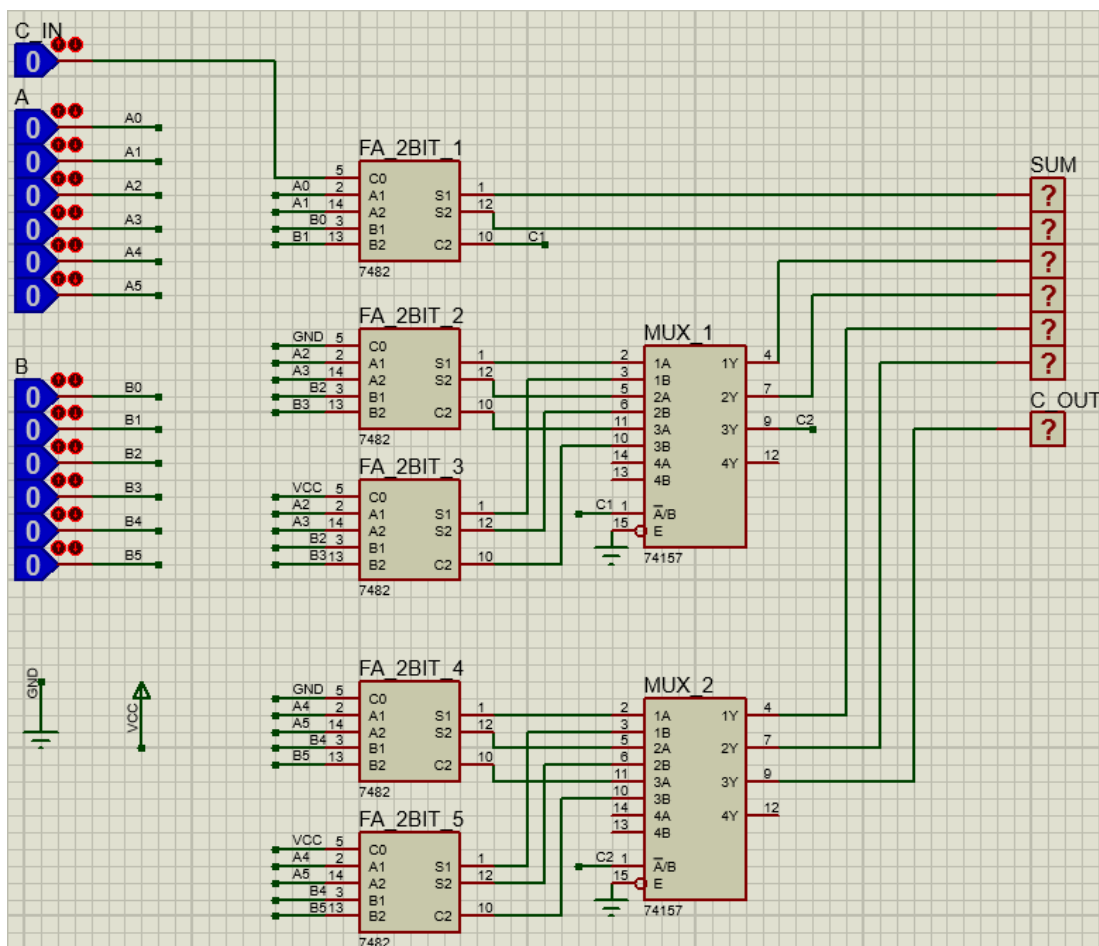 C_IN
0
A
0
A0
0
A1
0
A2
0
A3
0
A4
0
A5
B
0
B0
0
B1
0
B2
0
B3
0
B4
0
B5
GND
VCC
FA_2BIT_1
5 C0
A0 2 A1 S1 1
A1 14 A2 S2 12
B0 3 B1
B1 13 B2 C2 10 C1
7482
FA_2BIT_2
GND 5 C0
A2 2 A1 S1 1
A3 14 A2 S2 12
B2 3 B1
B3 13 B2 C2 10
7482
FA_2BIT_3
VCC 5 C0
A2 2 A1 S1 1
A3 14 A2 S2 12
B2 3 B1
B3 13 B2 C2 10
7482
MUX_1
2 1A 1Y 4
3 1B
5 2A 2Y 7
6 2B
11 3A 3Y 9 C2
10 3B
14 4A 4Y 12
13 4B
C1 1 A/B
15 E
74157
FA_2BIT_4
GND 5 C0
A4 2 A1 S1 1
A5 14 A2 S2 12
B4 3 B1
B5 13 B2 C2 10
7482
FA_2BIT_5
VCC 5 C0
A4 2 A1 S1 1
A5 14 A2 S2 12
B4 3 B1
B5 13 B2 C2 10
7482
MUX_2
2 1A 1Y 4
3 1B
5 2A 2Y 7
6 2B
11 3A 3Y 9
10 3B
14 4A 4Y 12
13 4B
C2 1 A/B
15 E
74157
SUM
?
?
?
?
?
?
C_OUT
?